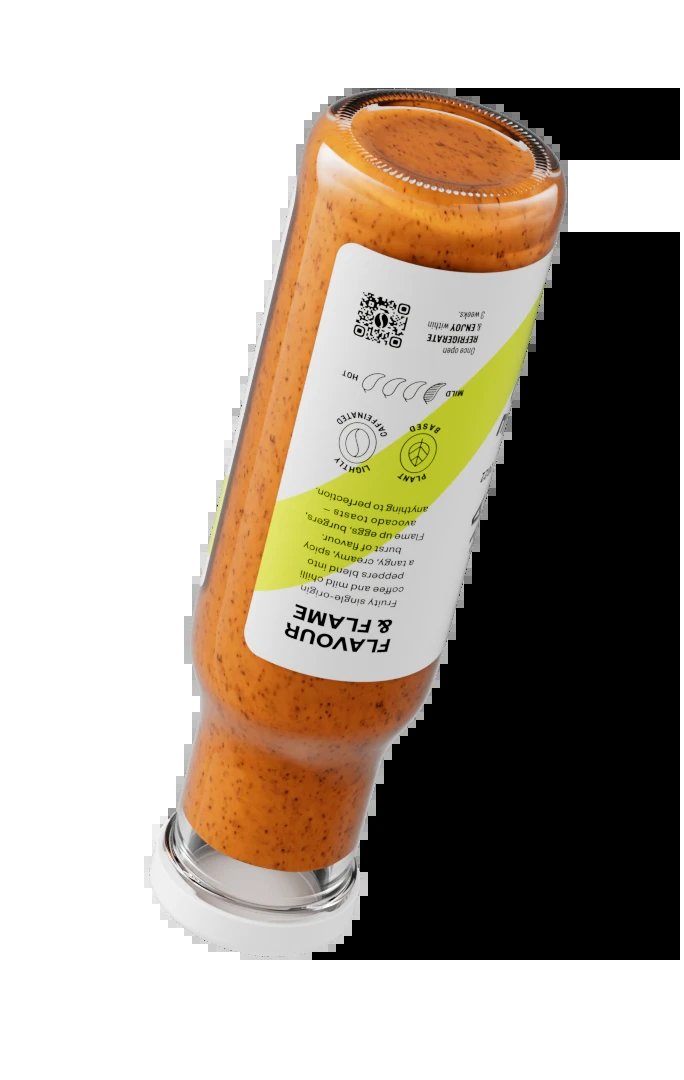 FLAVOUR
& FLAME
Fruity single-origin
coffee and mild chilli
peppers blend into
a tangy, creamy, spicy
burst of flavour.
Flame up eggs, burgers,
avocado toasts –
anything to perfection.
PLANT
BASED
LIGHTLY
CAFFEINATED
MILD
HOT
Once open
REFRIGERATE
& ENJOY within
3 weeks.